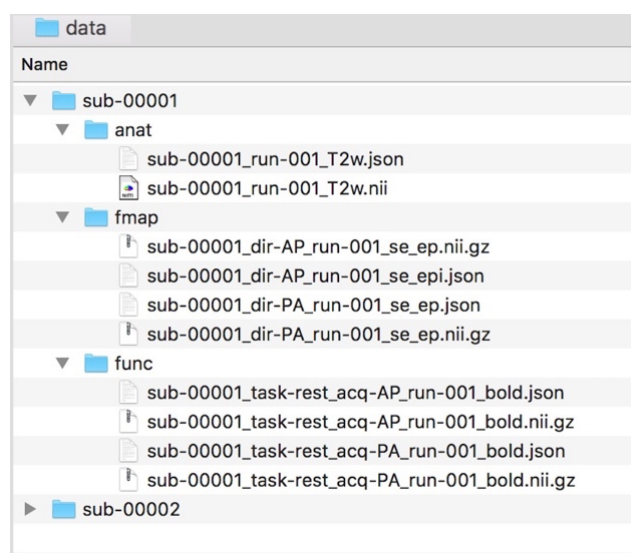 data
Name
sub-00001
anat
sub-00001_run-001_T2w.json
sub-00001_run-001_T2w.nii
fmap
sub-00001_dir-AP_run-001_se_ep.nii.gz
sub-00001_dir-AP_run-001_se_epi.json
sub-00001_dir-PA_run-001_se_ep.json
sub-00001_dir-PA_run-001_se_ep.nii.gz
func
sub-00001_task-rest_acq-AP_run-001_bold.json
sub-00001_task-rest_acq-AP_run-001_bold.nii.gz
sub-00001_task-rest_acq-PA_run-001_bold.json
sub-00001_task-rest_acq-PA_run-001_bold.nii.gz
sub-00002